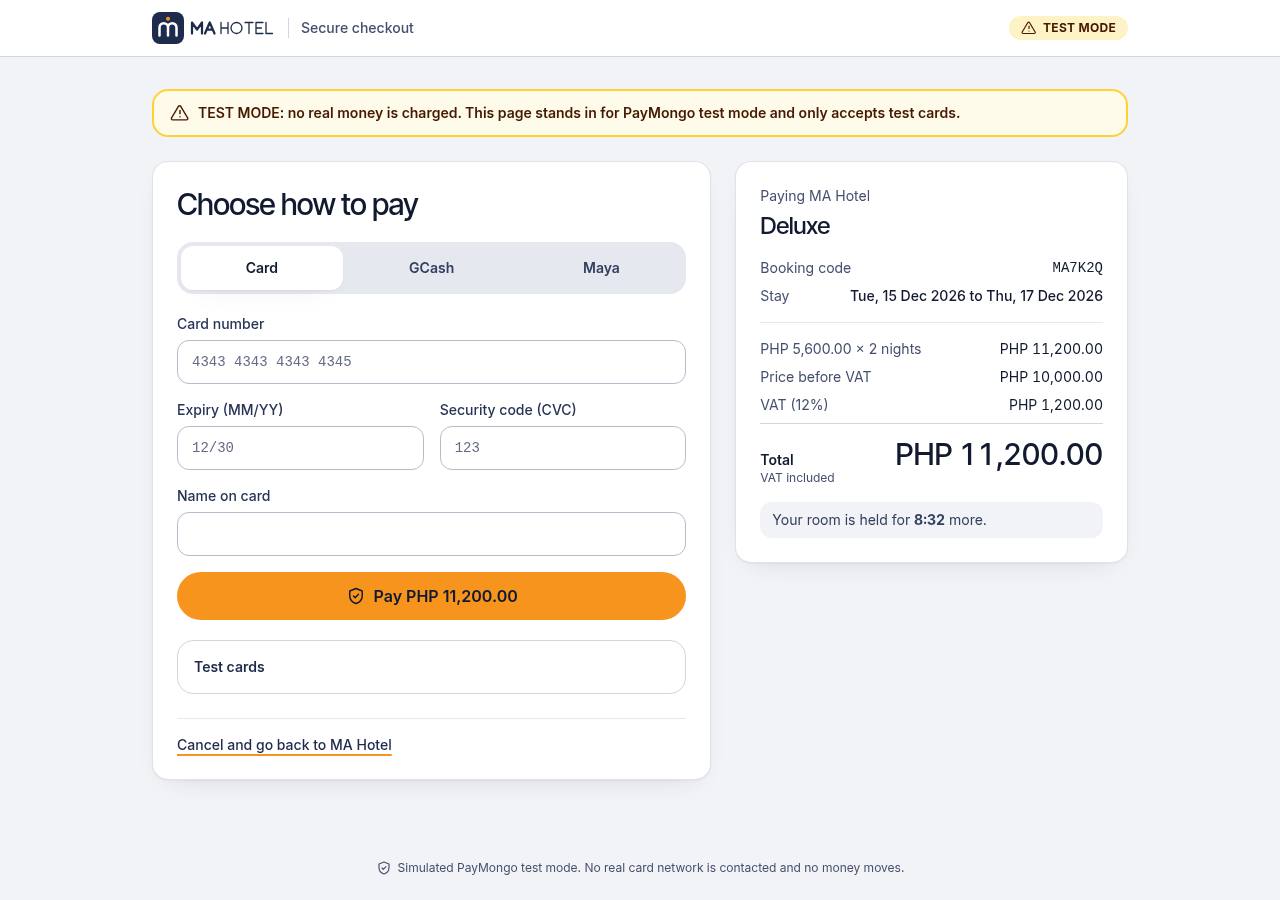 MA HOTEL
Secure checkout
TEST MODE
TEST MODE: no real money is charged. This page stands in for PayMongo test mode and only accepts test cards.
Choose how to pay
Card
GCash
Maya
Card number
4343 4343 4343 4345
Expiry (MM/YY)
Security code (CVC)
12/30
123
Name on card
Pay PHP 11,200.00
Test cards
Cancel and go back to MA Hotel
Paying MA Hotel
Deluxe
Booking code MA7K2Q
Stay Tue, 15 Dec 2026 to Thu, 17 Dec 2026
PHP 5,600.00 × 2 nights PHP 11,200.00
Price before VAT PHP 10,000.00
VAT (12%) PHP 1,200.00
Total PHP 11,200.00
VAT included
Your room is held for 8:32 more.
Simulated PayMongo test mode. No real card network is contacted and no money moves.